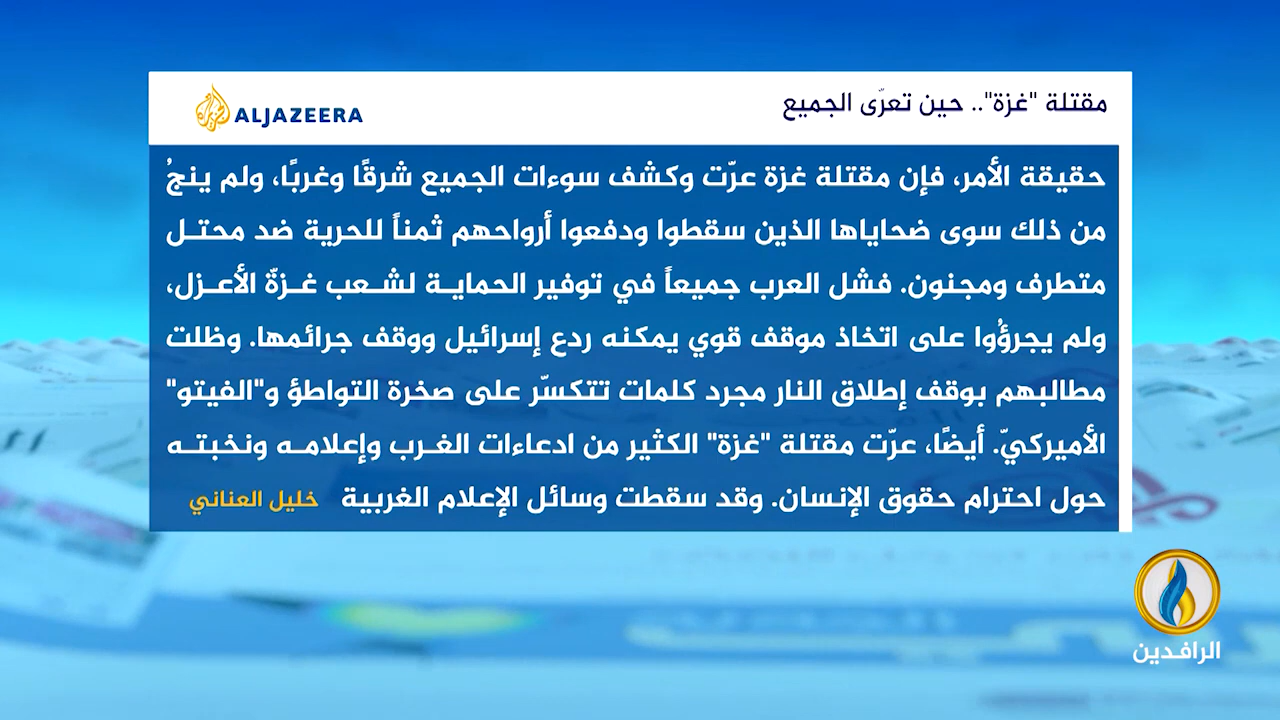 مقتلة "غزة".. حين تعرّى الجميع
ALJAZEERA
حقيقة الأمر، فإن مقتلة غزة عرّت وكشف سوءات الجميع شرقًا وغربًا، ولم ينجُ
من ذلك سوى ضحاياها الذين سقطوا ودفعوا أرواحهم ثمناً للحرية ضد محتل
متطرف ومجنون. فشل العرب جميعاً في توفير الحماية لشعب غزّة الأعزل،
ولم يجرؤُوا على اتخاذ موقف قوي يمكنه ردع إسرائيل ووقف جرائمها. وظلت
مطالبهم بوقف إطلاق النار مجرد كلمات تتكسّر على صخرة التواطؤ و"الفيتو"
الأميركيّ. أيضًا، عرّت مقتلة "غزة" الكثير من ادعاءات الغرب وإعلامه ونخبته
حول احترام حقوق الإنسان. وقد سقطت وسائل الإعلام الغربية خليل العناني
الرافدين